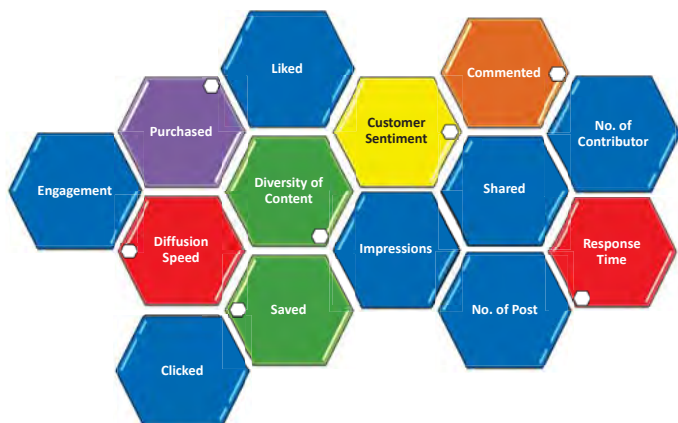 Liked
Commented
Purchased
Customer
Sentiment
No. of
Contributor
Engagement
Diversity of
Content
Shared
Diffusion
Speed
Impressions
Response
Time
Saved
No. of Post
Clicked